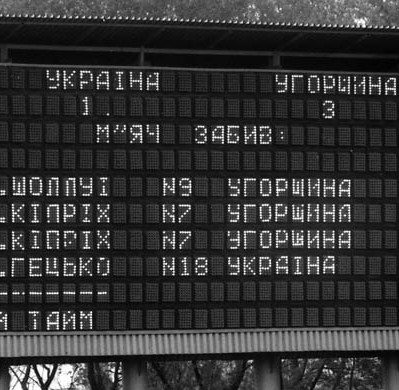 УКРАЇНА УГОРЩИНА
1 . 3
М"ЯЧ ЗАБИВ:
.ШОЛЛУІ N9 УГОРЩИНА
.КІПРІХ N7 УГОРЩИНА
.КІПРІХ N7 УГОРЩИНА
.ГЕЦЬКО N18 УКРАЇНА
-------
Й ТАЙМ